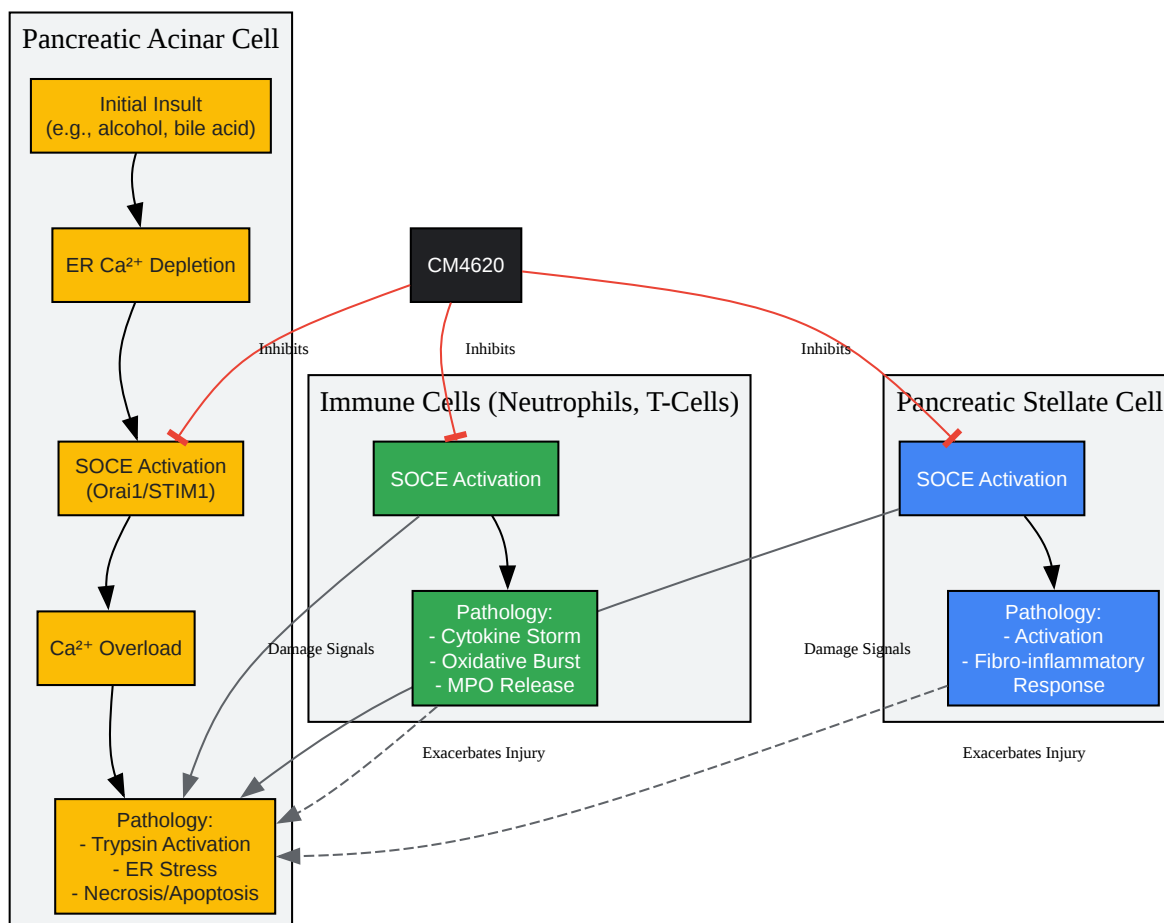 Pancreatic Acinar Cell
Initial Insult
(e.g., alcohol, bile acid)
ER Ca²⁺ Depletion
CM4620
Inhibits
Inhibits
Inhibits
Immune Cells (Neutrophils, T-Cells)
Pancreatic Stellate Cell
SOCE Activation
(Orai1/STIM1)
SOCE Activation
SOCE Activation
Ca²⁺ Overload
Damage Signals
Pathology:
- Cytokine Storm
- Oxidative Burst
- MPO Release
Damage Signals
Pathology:
- Activation
- Fibro-inflammatory
Response
Exacerbates Injury
Exacerbates Injury
Pathology:
- Trypsin Activation
- ER Stress
- Necrosis/Apoptosis